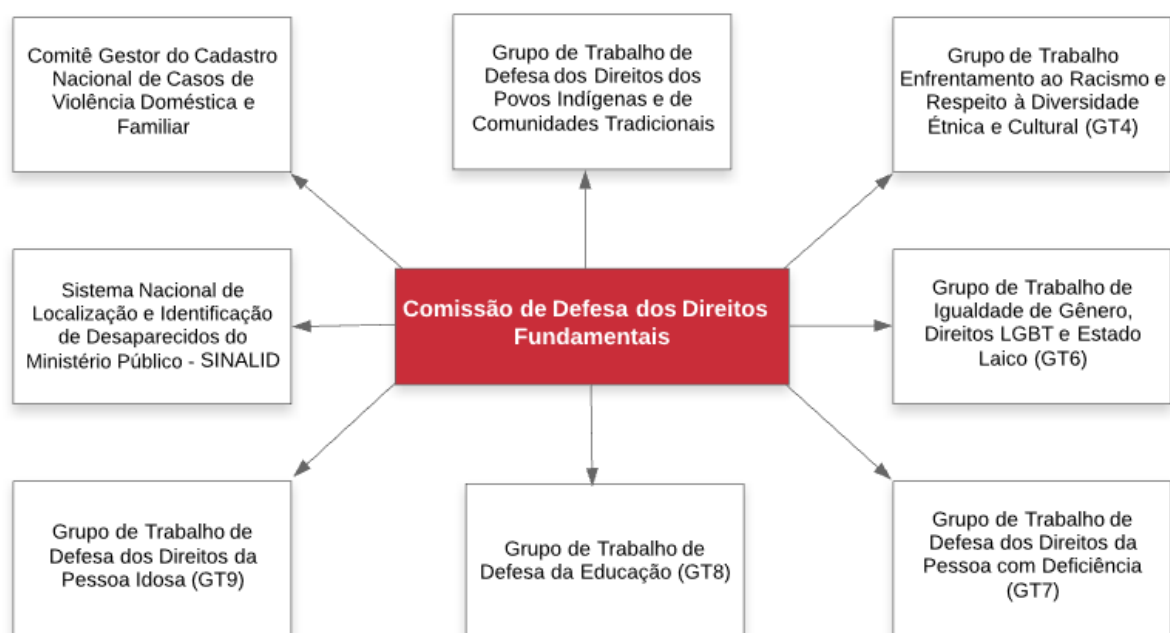 Comitê Gestor do Cadastro
Nacional de Casos de
Violência Doméstica e
Familiar
Grupo de Trabalho de
Defesa dos Direitos dos
Povos Indígenas e de
Comunidades Tradicionais
Grupo de Trabalho
Enfrentamento ao Racismo e
Respeito à Diversidade
Étnica e Cultural (GT4)
Sistema Nacional de
Localização e Identificação
de Desaparecidos do
Ministério Público - SINALID
Comissão de Defesa dos Direitos
Fundamentais
Grupo de Trabalho de
Igualdade de Gênero,
Direitos LGBT e Estado
Laico (GT6)
Grupo de Trabalho de
Defesa dos Direitos da
Pessoa Idosa (GT9)
Grupo de Trabalho de
Defesa da Educação (GT8)
Grupo de Trabalho de
Defesa dos Direitos da
Pessoa com Deficiência
(GT7)